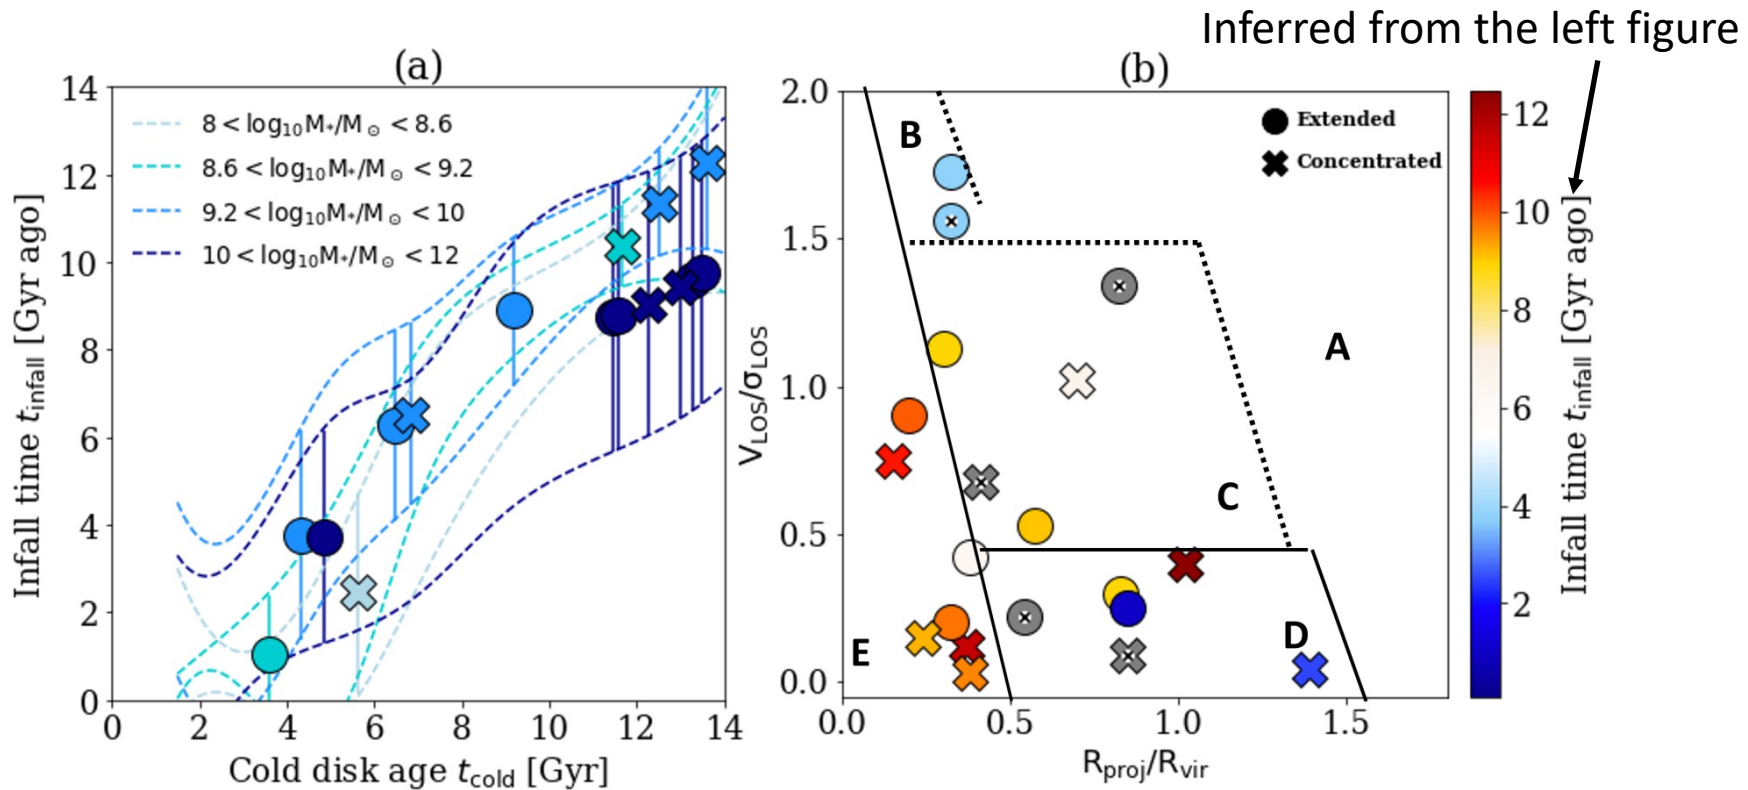 Inferred from the left figure
(a)
14
12
10
8
6
4
2
0
0 2 4 6 8 10 12 14
Infall time t_infall [Gyr ago]
Cold disk age t_cold [Gyr]
8 < log₁₀M*/M☉ < 8.6
8.6 < log₁₀M*/M☉ < 9.2
9.2 < log₁₀M*/M☉ < 10
10 < log₁₀M*/M☉ < 12
(b)
2.0
1.5
1.0
0.5
0.0
0.0 0.5 1.0 1.5
V_Los/σ_Los
R_proj/R_vir
Extended
Concentrated
B
A
C
D
E
12
10
8
6
4
2
Infall time t_infall [Gyr ago]